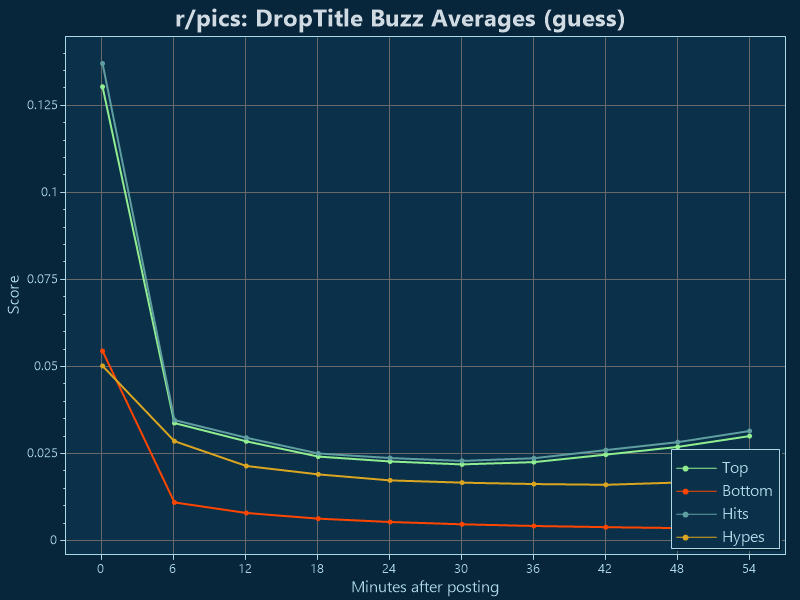 r/pics: DropTitle Buzz Averages (guess)
Score
0.125
0.1
0.075
0.05
0.025
0
0 6 12 18 24 30 36 42 48 54
Minutes after posting
Top
Bottom
Hits
Hypes